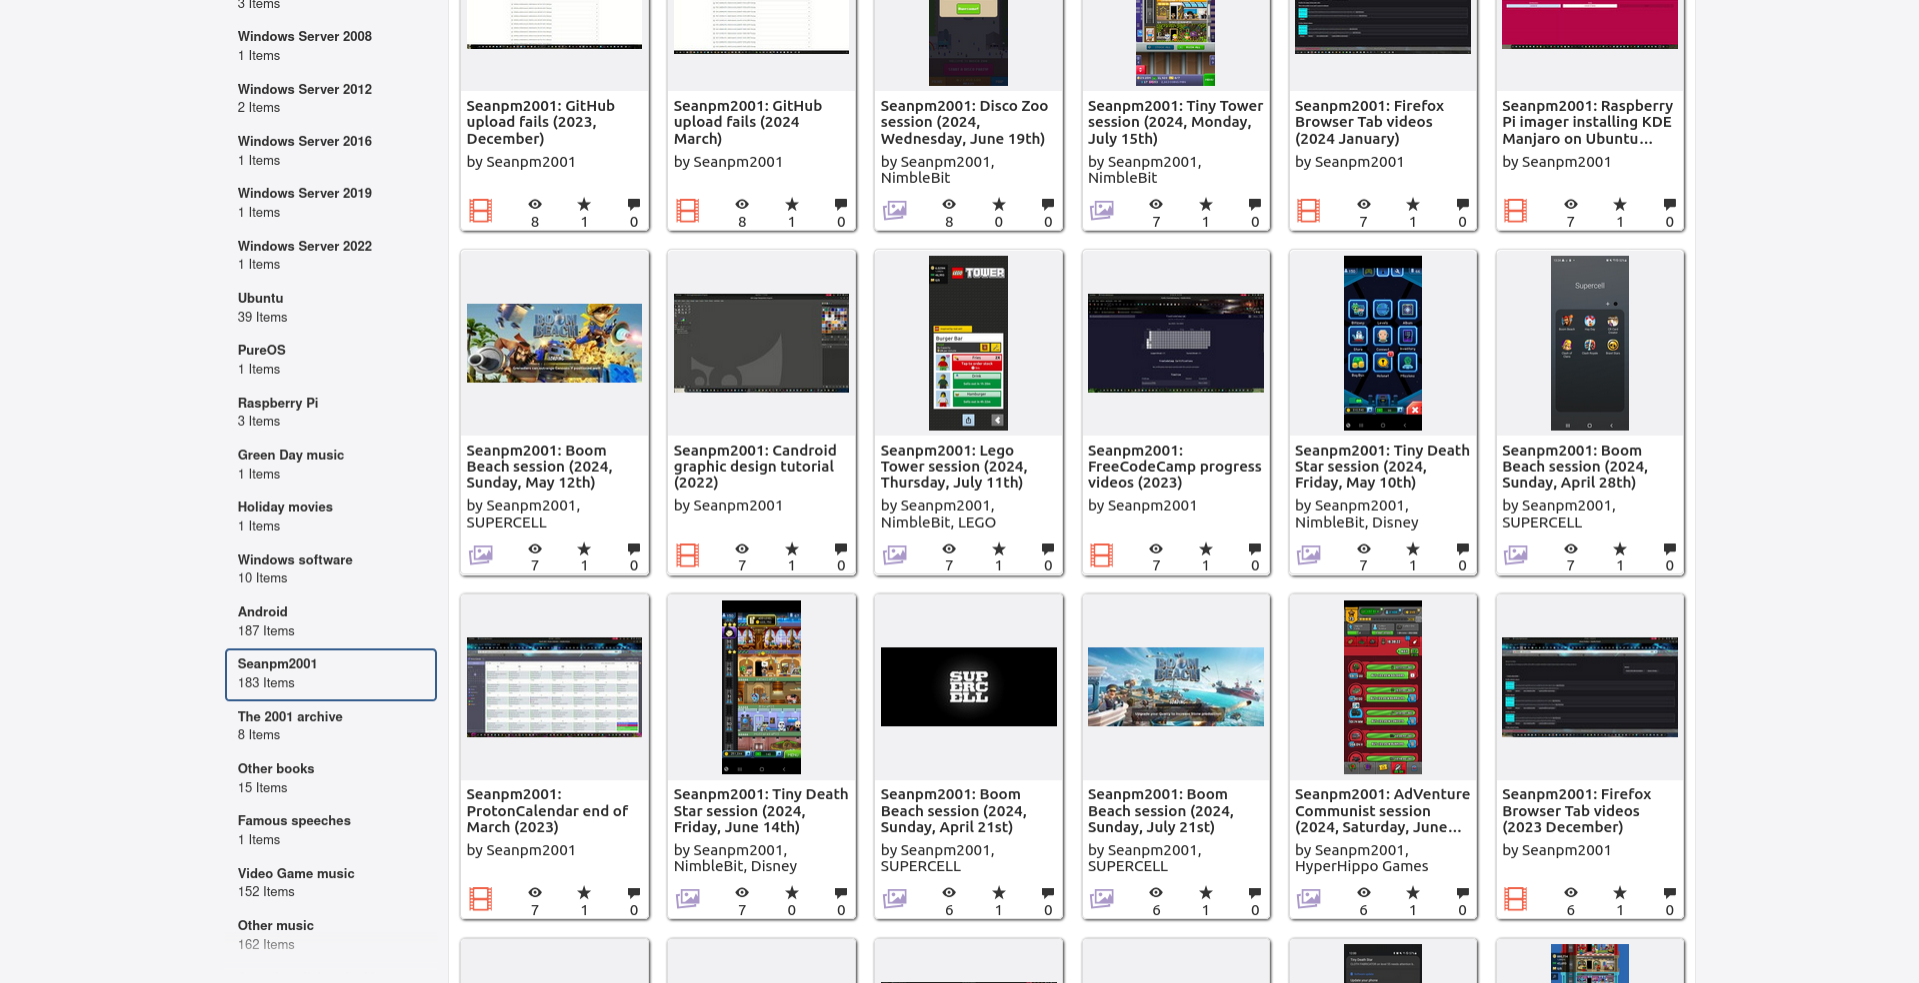 3 Items
Windows Server 2008
1 Items
Windows Server 2012
2 Items
Windows Server 2016
1 Items
Windows Server 2019
1 Items
Windows Server 2022
1 Items
Ubuntu
39 Items
PureOS
1 Items
Raspberry Pi
3 Items
Green Day music
1 Items
Holiday movies
1 Items
Windows software
10 Items
Android
187 Items
Seanpm2001
183 Items
The 2001 archive
8 Items
Other books
15 Items
Famous speeches
1 Items
Video Game music
152 Items
Other music
162 Items
Seanpm2001: GitHub
upload fails (2023,
December)
by Seanpm2001
8 1 0
Seanpm2001: GitHub
upload fails (2024
March)
by Seanpm2001
8 1 0
Seanpm2001: Disco Zoo
session (2024,
Wednesday, June 19th)
by Seanpm2001,
NimbleBit
8 0 0
Seanpm2001: Tiny Tower
session (2024, Monday,
July 15th)
by Seanpm2001,
NimbleBit
7 1 0
Seanpm2001: Firefox
Browser Tab videos
(2024 January)
by Seanpm2001
7 1 0
Seanpm2001: Raspberry
Pi imager installing KDE
Manjaro on Ubuntu...
by Seanpm2001
7 1 0
BOOM BEACH
Seanpm2001: Boom
Beach session (2024,
Sunday, May 12th)
by Seanpm2001,
SUPERCELL
7 1 0
Seanpm2001: Candroid
graphic design tutorial
(2022)
by Seanpm2001
7 1 0
LEGO TOWER
Burger Bar
Seanpm2001: Lego
Tower session (2024,
Thursday, July 11th)
by Seanpm2001,
NimbleBit, LEGO
7 1 0
Seanpm2001:
FreeCodeCamp progress
videos (2023)
by Seanpm2001
7 1 0
Seanpm2001: Tiny Death
Star session (2024,
Friday, May 10th)
by Seanpm2001,
NimbleBit, Disney
7 1 0
Supercell
Seanpm2001: Boom
Beach session (2024,
Sunday, April 28th)
by Seanpm2001,
SUPERCELL
7 1 0
Seanpm2001:
ProtonCalendar end of
March (2023)
by Seanpm2001
7 1 0
Seanpm2001: Tiny Death
Star session (2024,
Friday, June 14th)
by Seanpm2001,
NimbleBit, Disney
7 0 0
SUP
ERC
ELL
Seanpm2001: Boom
Beach session (2024,
Sunday, April 21st)
by Seanpm2001,
SUPERCELL
6 1 0
BOOM BEACH
Seanpm2001: Boom
Beach session (2024,
Sunday, July 21st)
by Seanpm2001,
SUPERCELL
6 1 0
Seanpm2001: AdVenture
Communist session
(2024, Saturday, June...
by Seanpm2001,
HyperHippo Games
6 1 0
Seanpm2001: Firefox
Browser Tab videos
(2023 December)
by Seanpm2001
6 1 0
Tiny Death Star